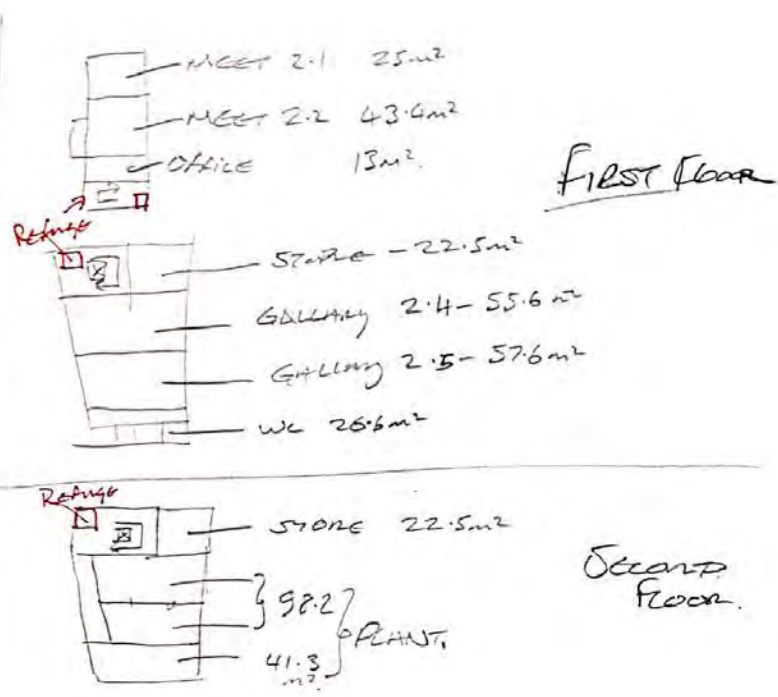 MEET 2.1 25m²
MEET 2.2 43.4m²
OFFICE 13m².
FIRST FLOOR
Refuge
STORE - 22.5m²
GALLARY 2.4 - 55.6m²
GALLARY 2.5 - 57.6m²
WC 26.6m²
Refuge
STORE 22.5m²
SECOND
FLOOR.
98.2
PLANT.
41.3
m².